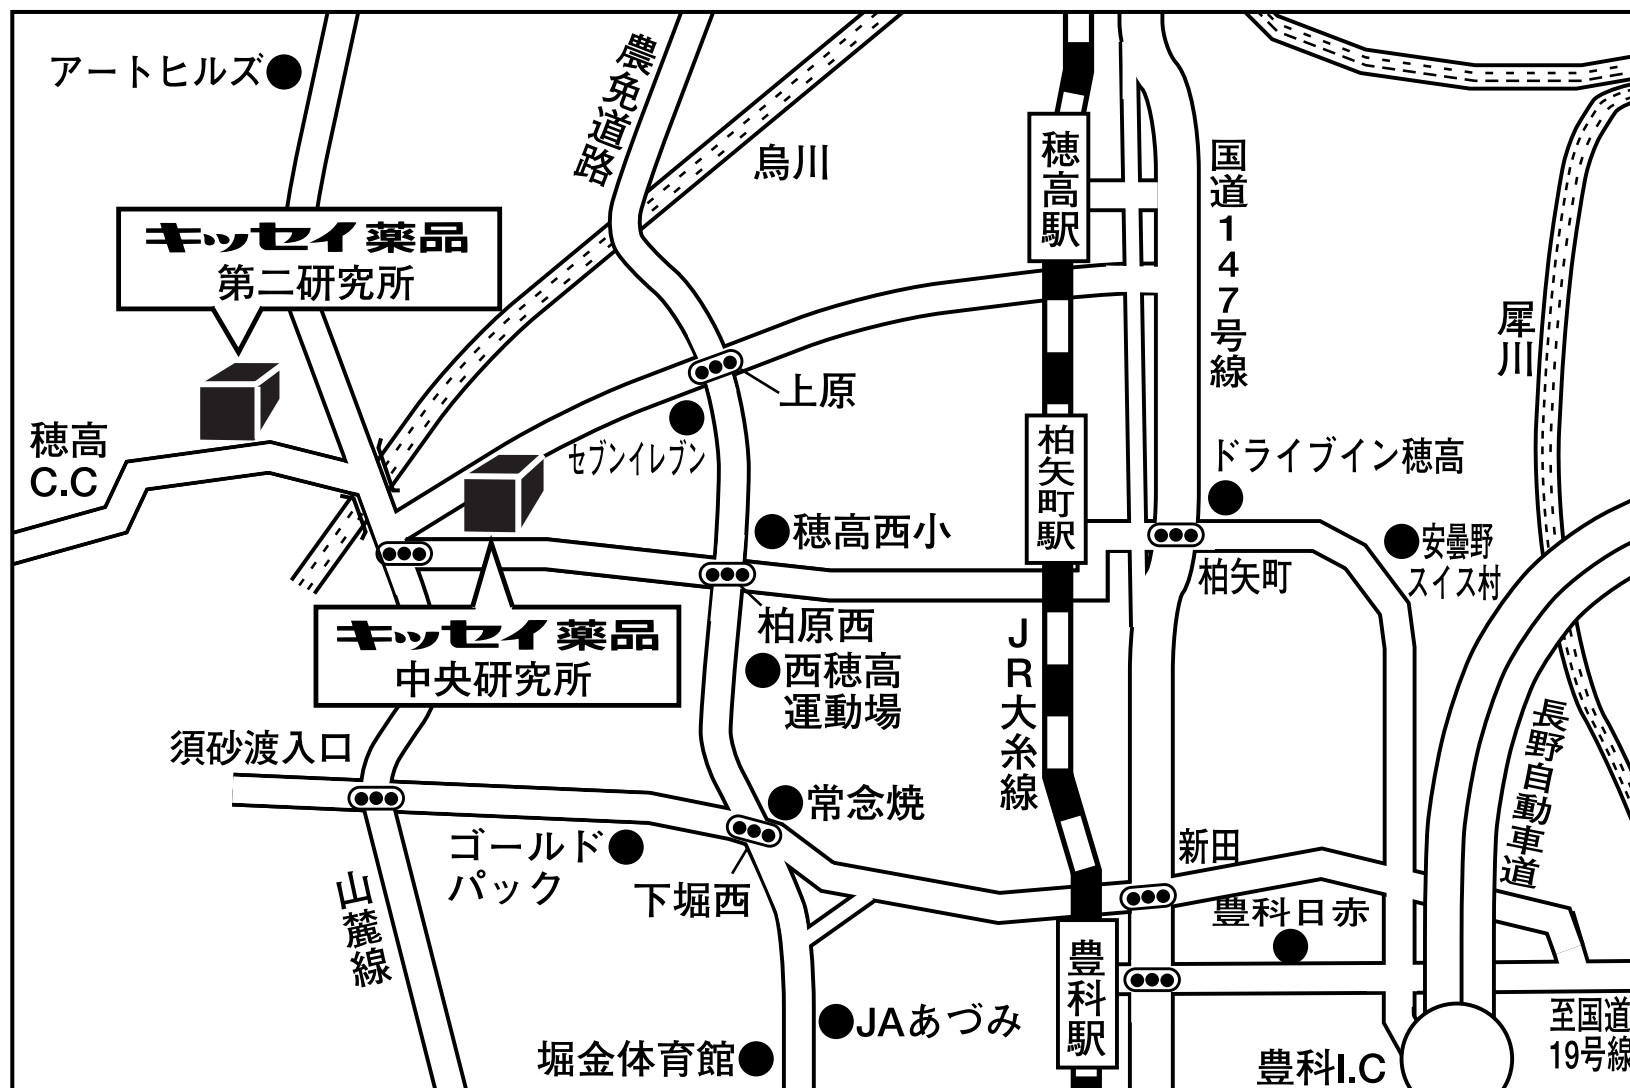 アートヒルズ
農免道路
烏川
穂高駅
国道147号線
キッセイ薬品
第二研究所
犀川
上原
穂高
C.C
セブンイレブン
柏矢町駅
ドライブイン穂高
穂高西小
安曇野
スイス村
柏矢町
柏原西
キッセイ薬品
中央研究所
西穂高
運動場
JR大糸線
須砂渡入口
長野自動車道
常念焼
ゴールド
パック
下堀西
新田
山麓線
豊科日赤
豊科駅
JAあづみ
堀金体育館
豊科I.C
至国道
19号線